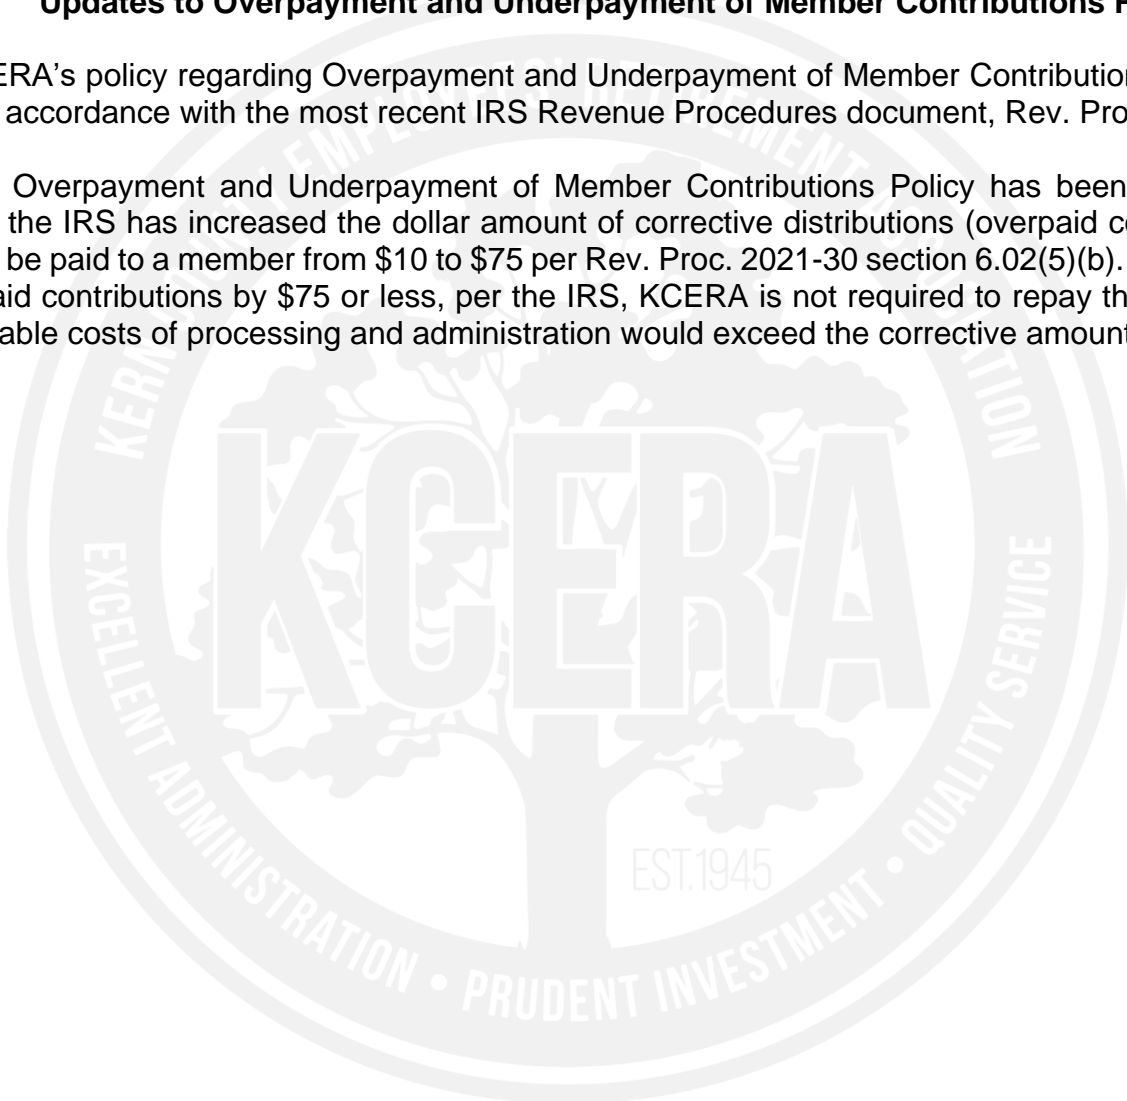 Updates to Overpayment and Underpayment of Member Contributions P
ERA's policy regarding Overpayment and Underpayment of Member Contribution
accordance with the most recent IRS Revenue Procedures document, Rev. Pro
Overpayment and Underpayment of Member Contributions Policy has been
the IRS has increased the dollar amount of corrective distributions (overpaid co
be paid to a member from $10 to $75 per Rev. Proc. 2021-30 section 6.02(5)(b).
aid contributions by $75 or less, per the IRS, KCERA is not required to repay th
able costs of processing and administration would exceed the corrective amount
KERN COUNTY EMPLOYEES' RETIREMENT ASSOCIATION
KCERA
EST.1945
EXCELLENT ADMINISTRATION • PRUDENT INVESTMENT • QUALITY SERVICE